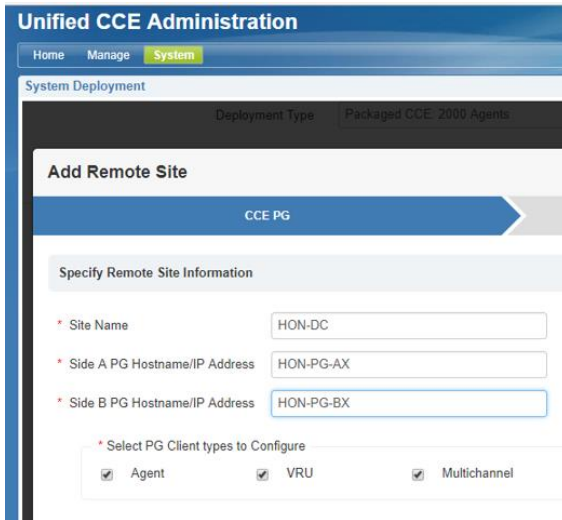 Unified CCE Administration
Home Manage System
System Deployment
Deployment Type Packaged CCE: 2000 Agents
Add Remote Site
CCE PG
Specify Remote Site Information
* Site Name HON-DC
* Side A PG Hostname/IP Address HON-PG-AX
* Side B PG Hostname/IP Address HON-PG-BX
* Select PG Client types to Configure
Agent VRU Multichannel